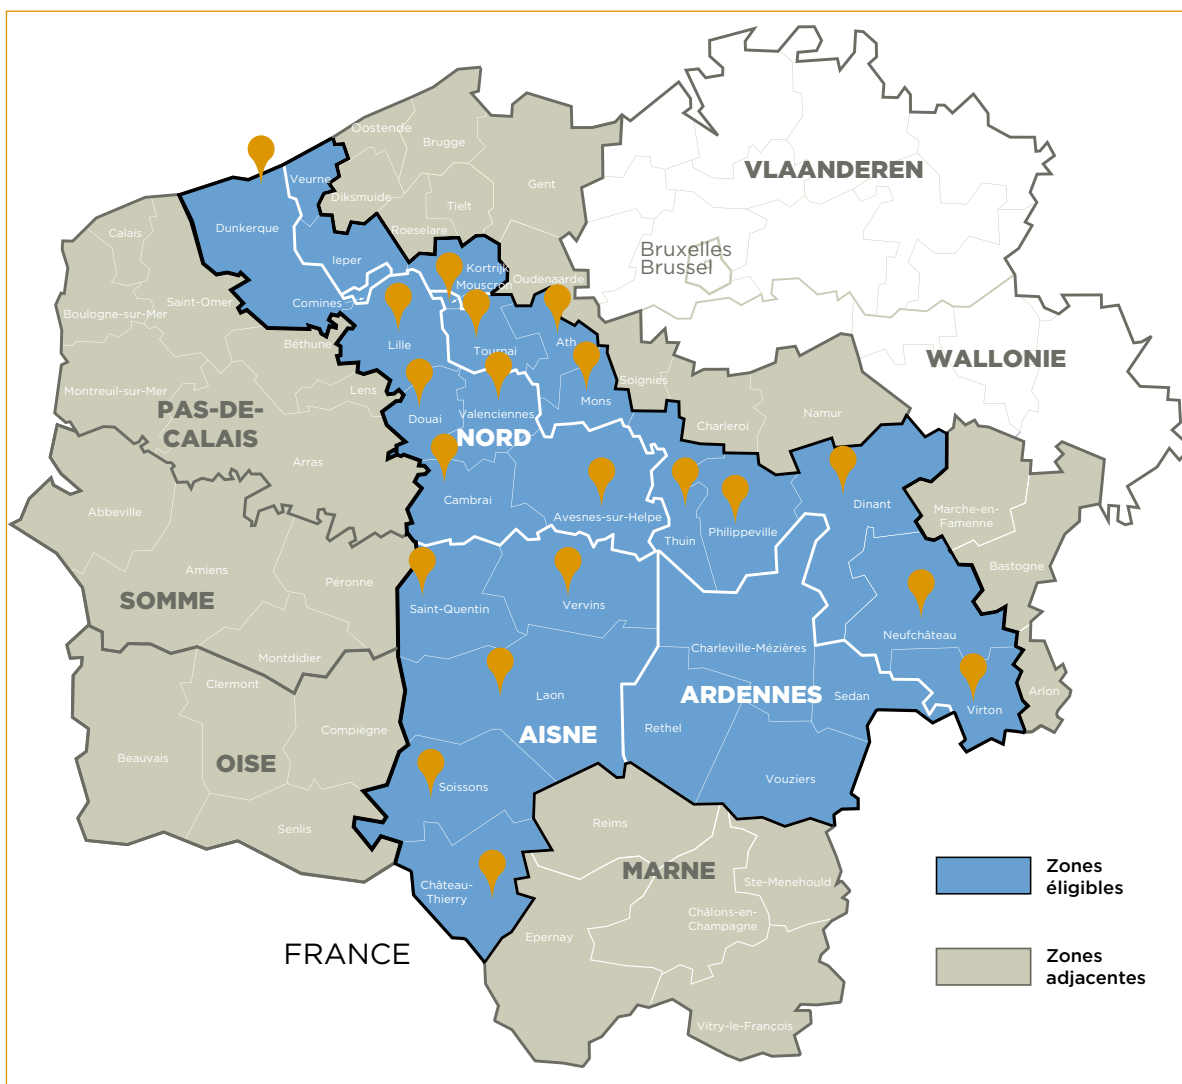 Oostende
Brugge
VLAANDEREN
Veurne
Gent
Diksmuide
Tielt
Dunkerque
Roeselare
Calais
Bruxelles
Brussel
Ieper
Kortrijk
Oudenaarde
Mouscron
Saint-Omer
Comines
Boulogne-sur-Mer
Béthune
Lille
Tournai
Ath
WALLONIE
Soignies
Montreuil-sur-Mer
Lens
Mons
PAS-DE-
CALAIS
Douai
Valenciennes
Charleroi
Namur
NORD
Arras
Cambrai
Dinant
Abbeville
Avesnes-sur-Helpe
Marche-en-
Famenne
Thuin
Philippeville
Amiens
Péronne
Bastogne
SOMME
Saint-Quentin
Vervins
Neufchâteau
Montdidier
Charleville-Mézières
Clermont
Laon
ARDENNES
Sedan
Arlon
Virton
Compiègne
Rethel
AISNE
Beauvais
OISE
Soissons
Vouziers
Senlis
Reims
MARNE
Zones
éligibles
Château-
Thierry
Ste-Menehould
Châlons-en-
Champagne
Epernay
FRANCE
Zones
adjacentes
Vitry-le-François